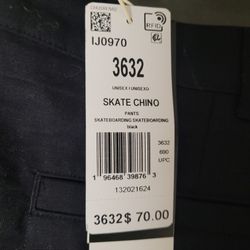 RFID
IJ0970
3632
UNISEX / UNISEXO
SKATE CHINO
PANTS
SKATEBOARDING SKATEBOARDING
black
3632
690
UPC
1 96468 39876 3
132021624
3632$ 70.00